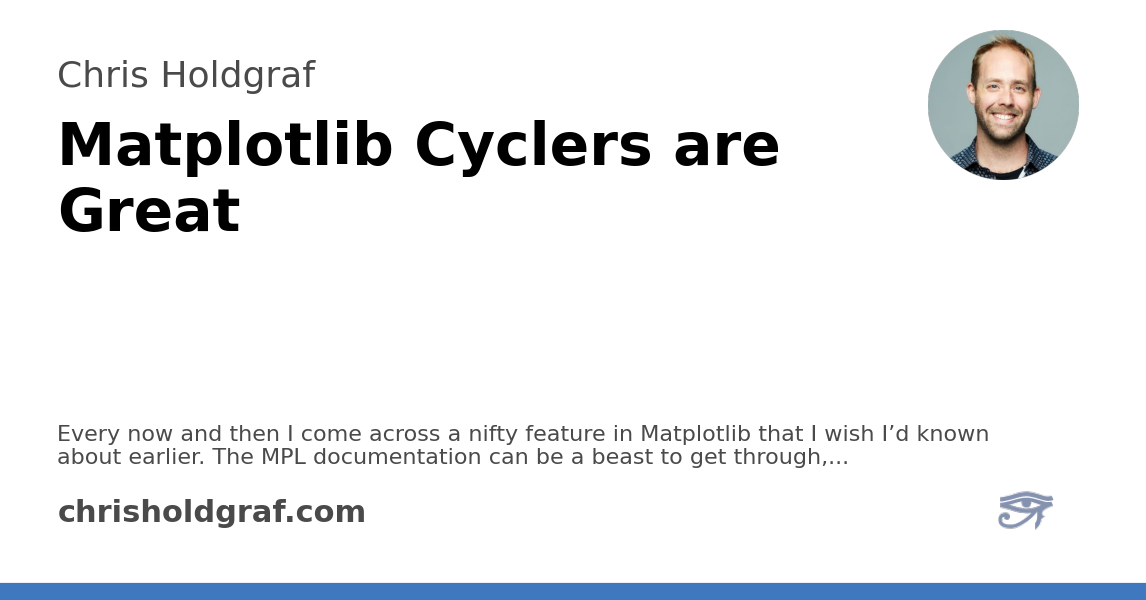 Chris Holdgraf
Matplotlib Cyclers are
Great
Every now and then I come across a nifty feature in Matplotlib that I wish I’d known
about earlier. The MPL documentation can be a beast to get through,...
chrisholdgraf.com